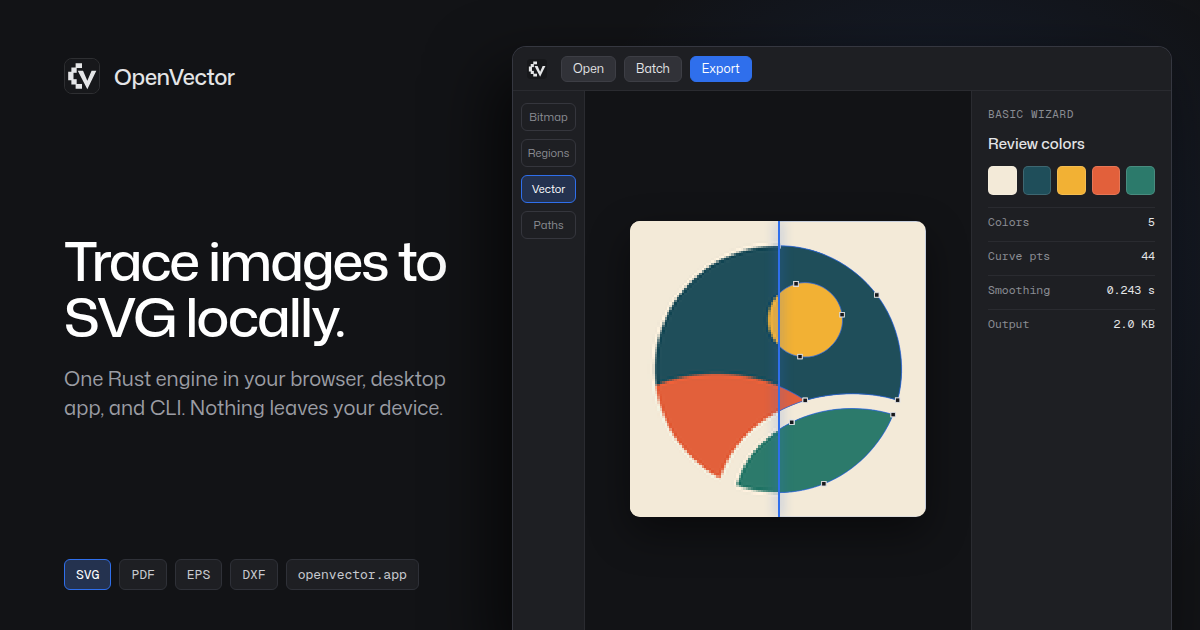 OpenVector
Trace images to
SVG locally.
One Rust engine in your browser, desktop
app, and CLI. Nothing leaves your device.
SVG PDF EPS DXF openvector.app
Open Batch Export
Bitmap
Regions
Vector
Paths
BASIC WIZARD
Review colors
Colors 5
Curve pts 44
Smoothing 0.243 s
Output 2.0 KB